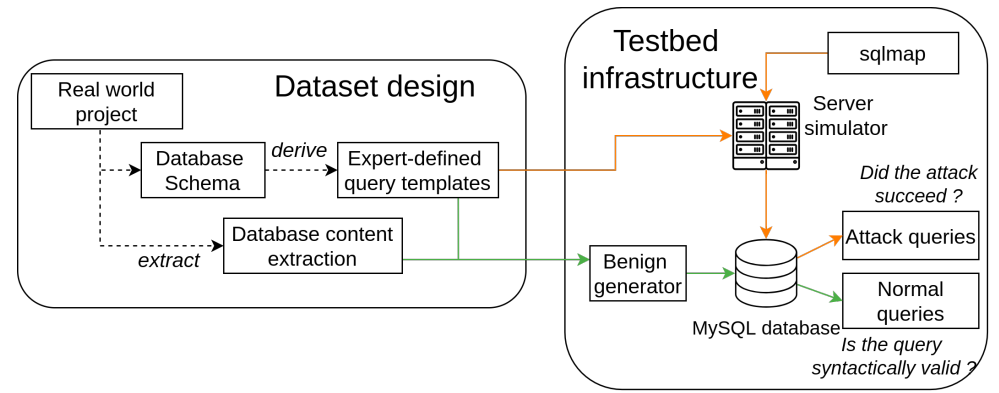 Dataset design
Real world
project
Database
Schema
derive
Expert-defined
query templates
Database content
extraction
extract
Testbed
infrastructure
sqlmap
Server
simulator
Did the attack
succeed ?
Attack queries
Benign
generator
MySQL database
Normal
queries
Is the query
syntactically valid ?